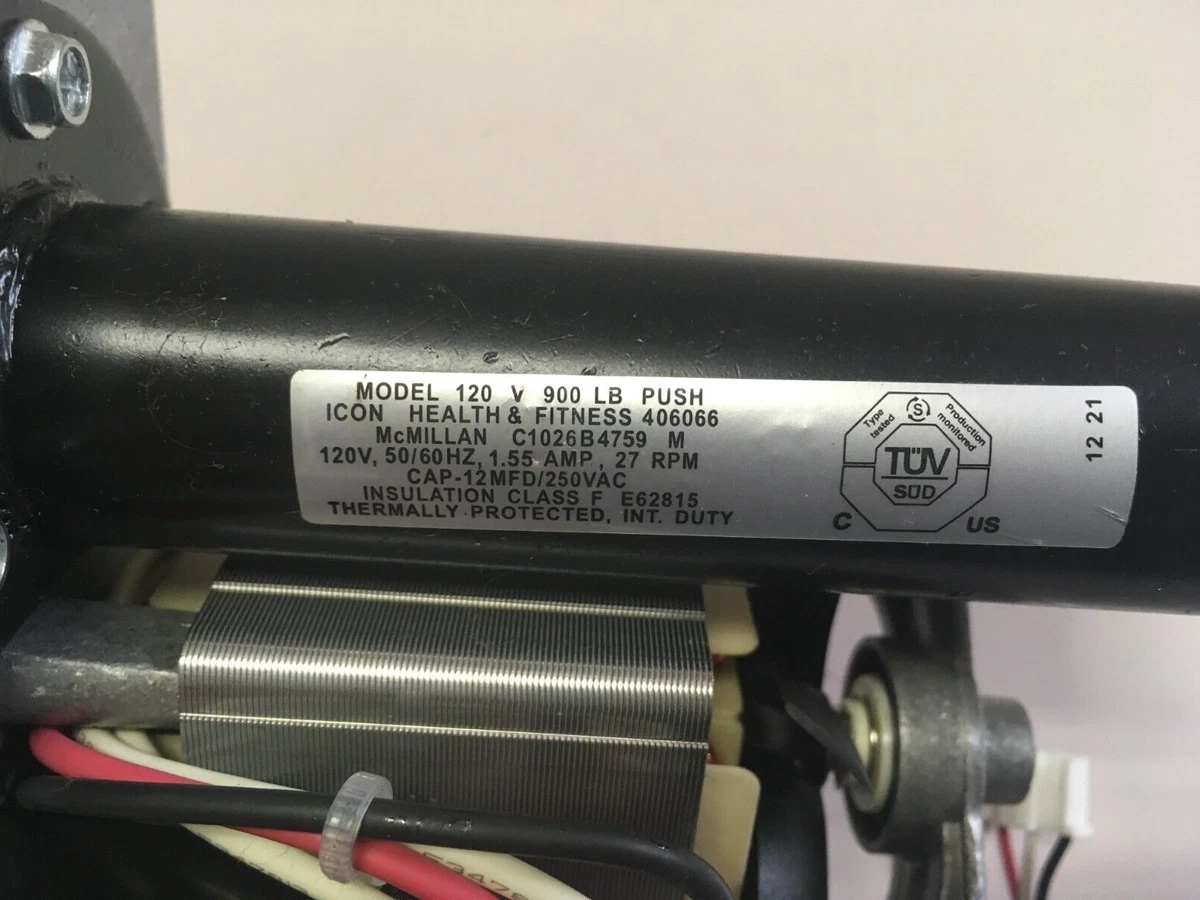 MODEL 120 V 900 LB PUSH
ICON HEALTH & FITNESS 406066
McMILLAN C1026B4759 M
120V, 50/60HZ, 1.55 AMP, 27 RPM
CAP-12MFD/250VAC
INSULATION CLASS F E62815
THERMALLY PROTECTED, INT. DUTY
Type tested
S
Production monitored
TÜV
SÜD
C US
12 21